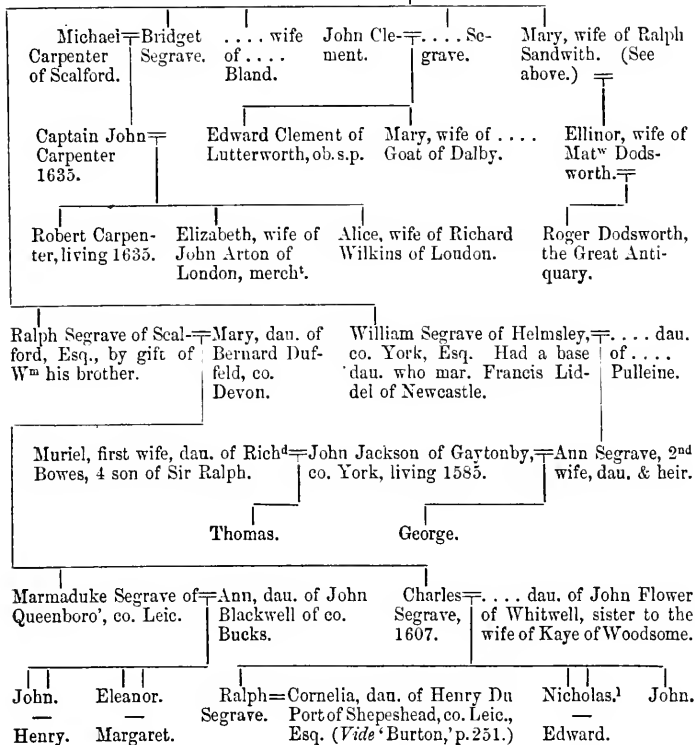 Michael Carpenter of Scalford.
Bridget Segrave.
. . . . wife of . . . . Bland.
John Clement.
. . . . Segrave.
Mary, wife of Ralph Sandwith. (See above.)
Captain John Carpenter 1635.
Edward Clement of Lutterworth, ob. s.p.
Mary, wife of . . . . Goat of Dalby.
Ellinor, wife of Matw Dodsworth.
Robert Carpenter, living 1635.
Elizabeth, wife of John Arton of London, mercht.
Alice, wife of Richard Wilkins of London.
Roger Dodsworth, the Great Antiquary.
Ralph Segrave of Scalford, Esq., by gift of Wm his brother.
Mary, dau. of Bernard Duffeld, co. Devon.
William Segrave of Helmsley, co. York, Esq. Had a base dau. who mar. Francis Liddel of Newcastle.
. . . . dau. of . . . . Pulleine.
Muriel, first wife, dau. of Richd Bowes, 4 son of Sir Ralph.
John Jackson of Gaytonby, co. York, living 1585.
Ann Segrave, 2nd wife, dau. & heir.
Thomas.
George.
Marmaduke Segrave of Queenboro', co. Leic.
Ann, dau. of John Blackwell of co. Bucks.
Charles Segrave, 1607.
. . . . dau. of John Flower of Whitwell, sister to the wife of Kaye of Woodsome.
John.
Henry.
Eleanor.
Margaret.
Ralph Segrave.
Cornelia, dau. of Henry Du Port of Shepeshead, co. Leic., Esq. (Vide 'Burton,' p. 251.)
Nicholas.¹
Edward.
John.